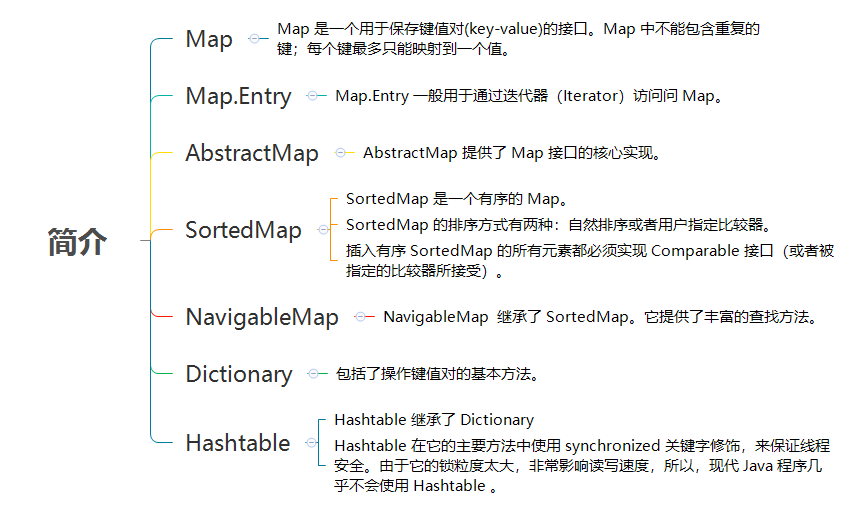 简介
Map
Map 是一个用于保存键值对(key-value)的接口。Map 中不能包含重复的
键；每个键最多只能映射到一个值。
Map.Entry
Map.Entry 一般用于通过迭代器（Iterator）访问问 Map。
AbstractMap
AbstractMap 提供了 Map 接口的核心实现。
SortedMap
SortedMap 是一个有序的 Map。
SortedMap 的排序方式有两种：自然排序或者用户指定比较器。
插入有序 SortedMap 的所有元素都必须实现 Comparable 接口（或者被
指定的比较器所接受）。
NavigableMap
NavigableMap 继承了 SortedMap。它提供了丰富的查找方法。
Dictionary
包括了操作键值对的基本方法。
Hashtable
Hashtable 继承了 Dictionary
Hashtable 在它的主要方法中使用 synchronized 关键字修饰，来保证线程
安全。由于它的锁粒度太大，非常影响读写速度，所以，现代 Java 程序几
乎不会使用 Hashtable 。